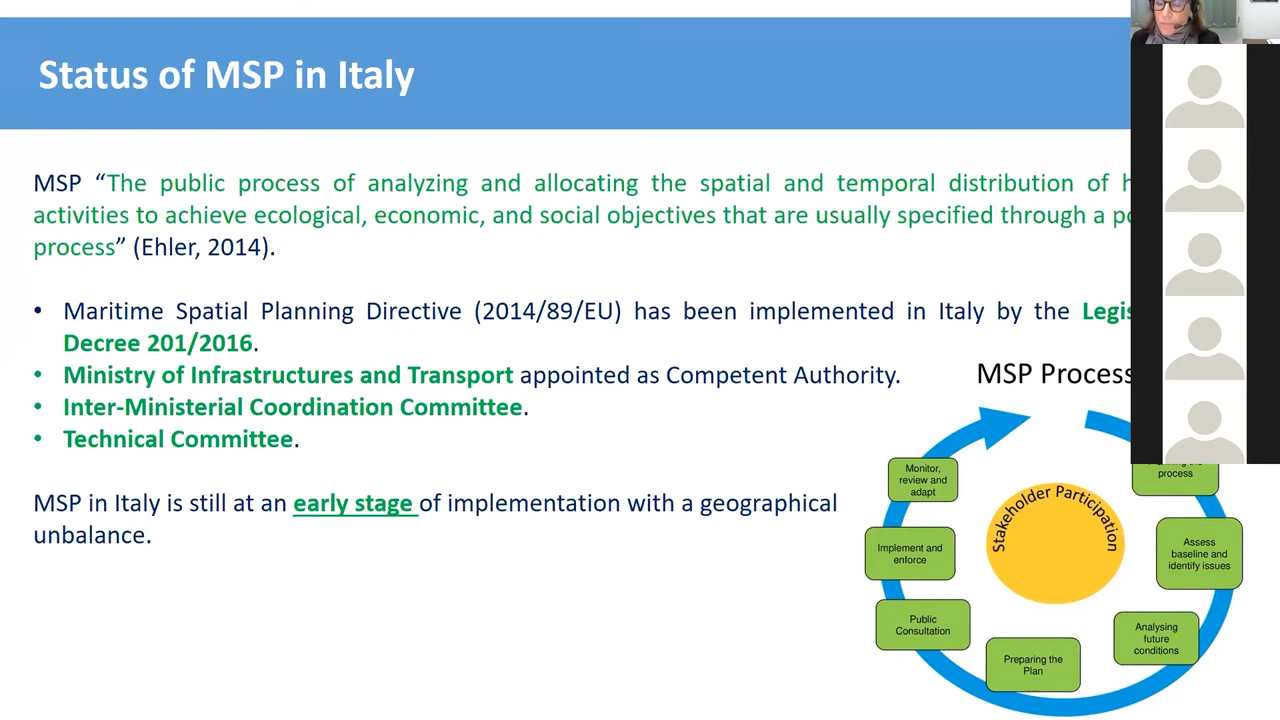 Status of MSP in Italy
MSP “The public process of analyzing and allocating the spatial and temporal distribution of
activities to achieve ecological, economic, and social objectives that are usually specified through a
process” (Ehler, 2014).
• Maritime Spatial Planning Directive (2014/89/EU) has been implemented in Italy by the
Decree 201/2016.
• Ministry of Infrastructures and Transport appointed as Competent Authority.
• Inter-Ministerial Coordination Committee.
• Technical Committee.
MSP in Italy is still at an early stage of implementation with a geographical
unbalance.
MSP Process
Stakeholder Participation
process
Assess
baseline and
identify issues
Analysing
future
conditions
Preparing the
Plan
Public
Consultation
Implement and
enforce
Monitor,
review and
adapt